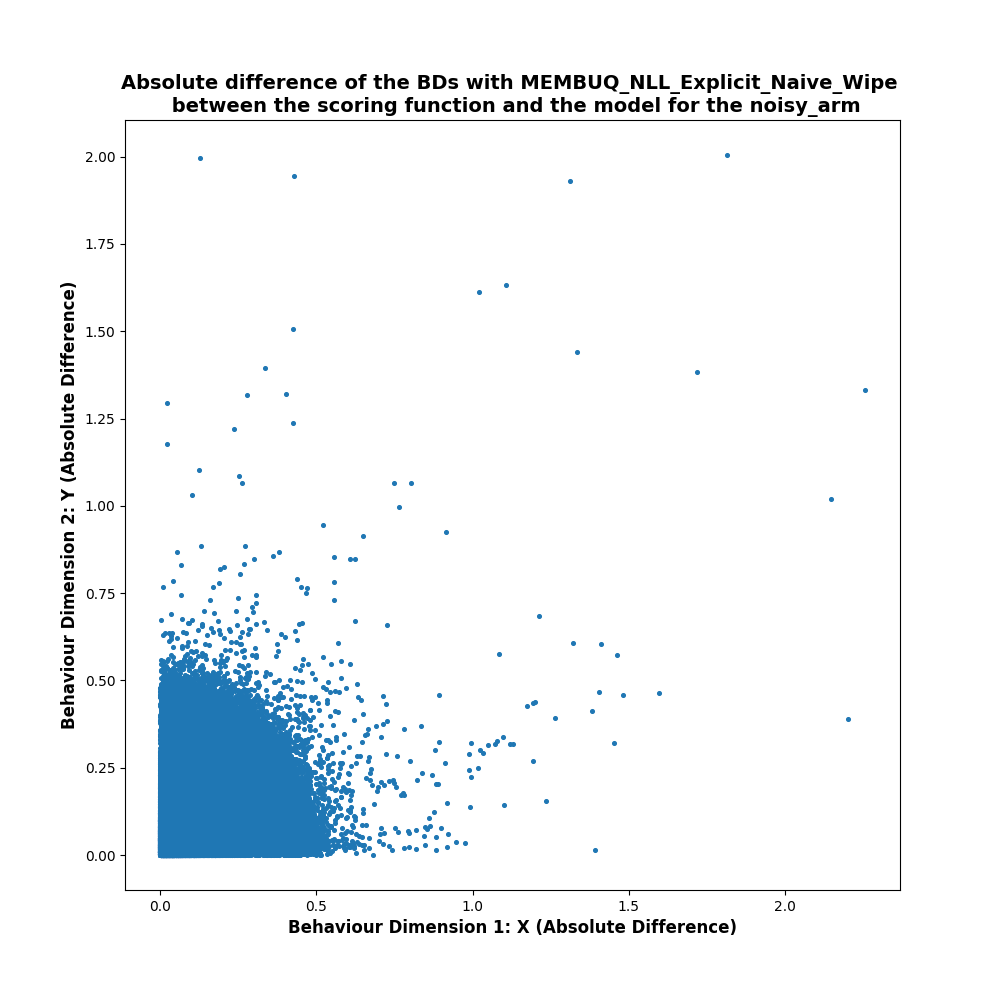 Absolute difference of the BDs with MEMBUQ_NLL_Explicit_Naive_Wipe
between the scoring function and the model for the noisy_arm
2.00
1.75
1.50
1.25
1.00
0.75
0.50
0.25
0.00
Behaviour Dimension 2: Y (Absolute Difference)
0.0 0.5 1.0 1.5 2.0
Behaviour Dimension 1: X (Absolute Difference)